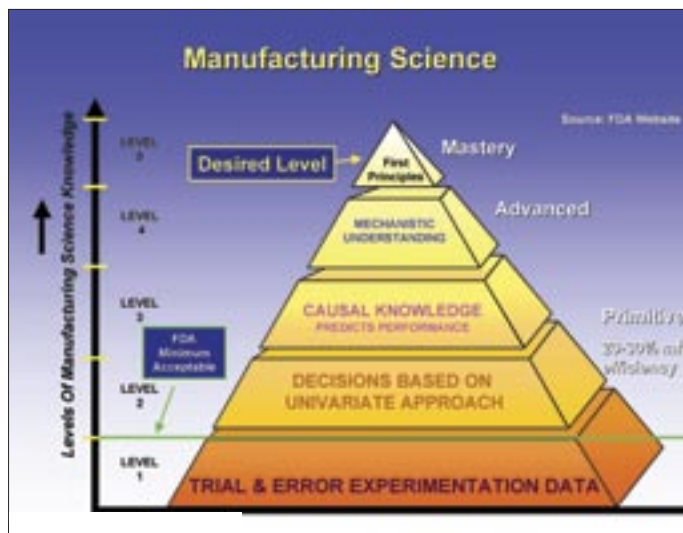 Manufacturing Science
Source: FDA Website
Levels Of Manufacturing Science Knowledge
LEVEL
5
Desired Level
First
Principles
Mastery
LEVEL
4
MECHANISTIC
UNDERSTANDING
Advanced
LEVEL
3
CAUSAL KNOWLEDGE
PREDICTS PERFORMANCE
Primitive
efficiency
FDA
Minimum
Acceptable
LEVEL
2
DECISIONS BASED ON
UNIVARIATE APPROACH
LEVEL
1
TRIAL & ERROR EXPERIMENTATION DATA